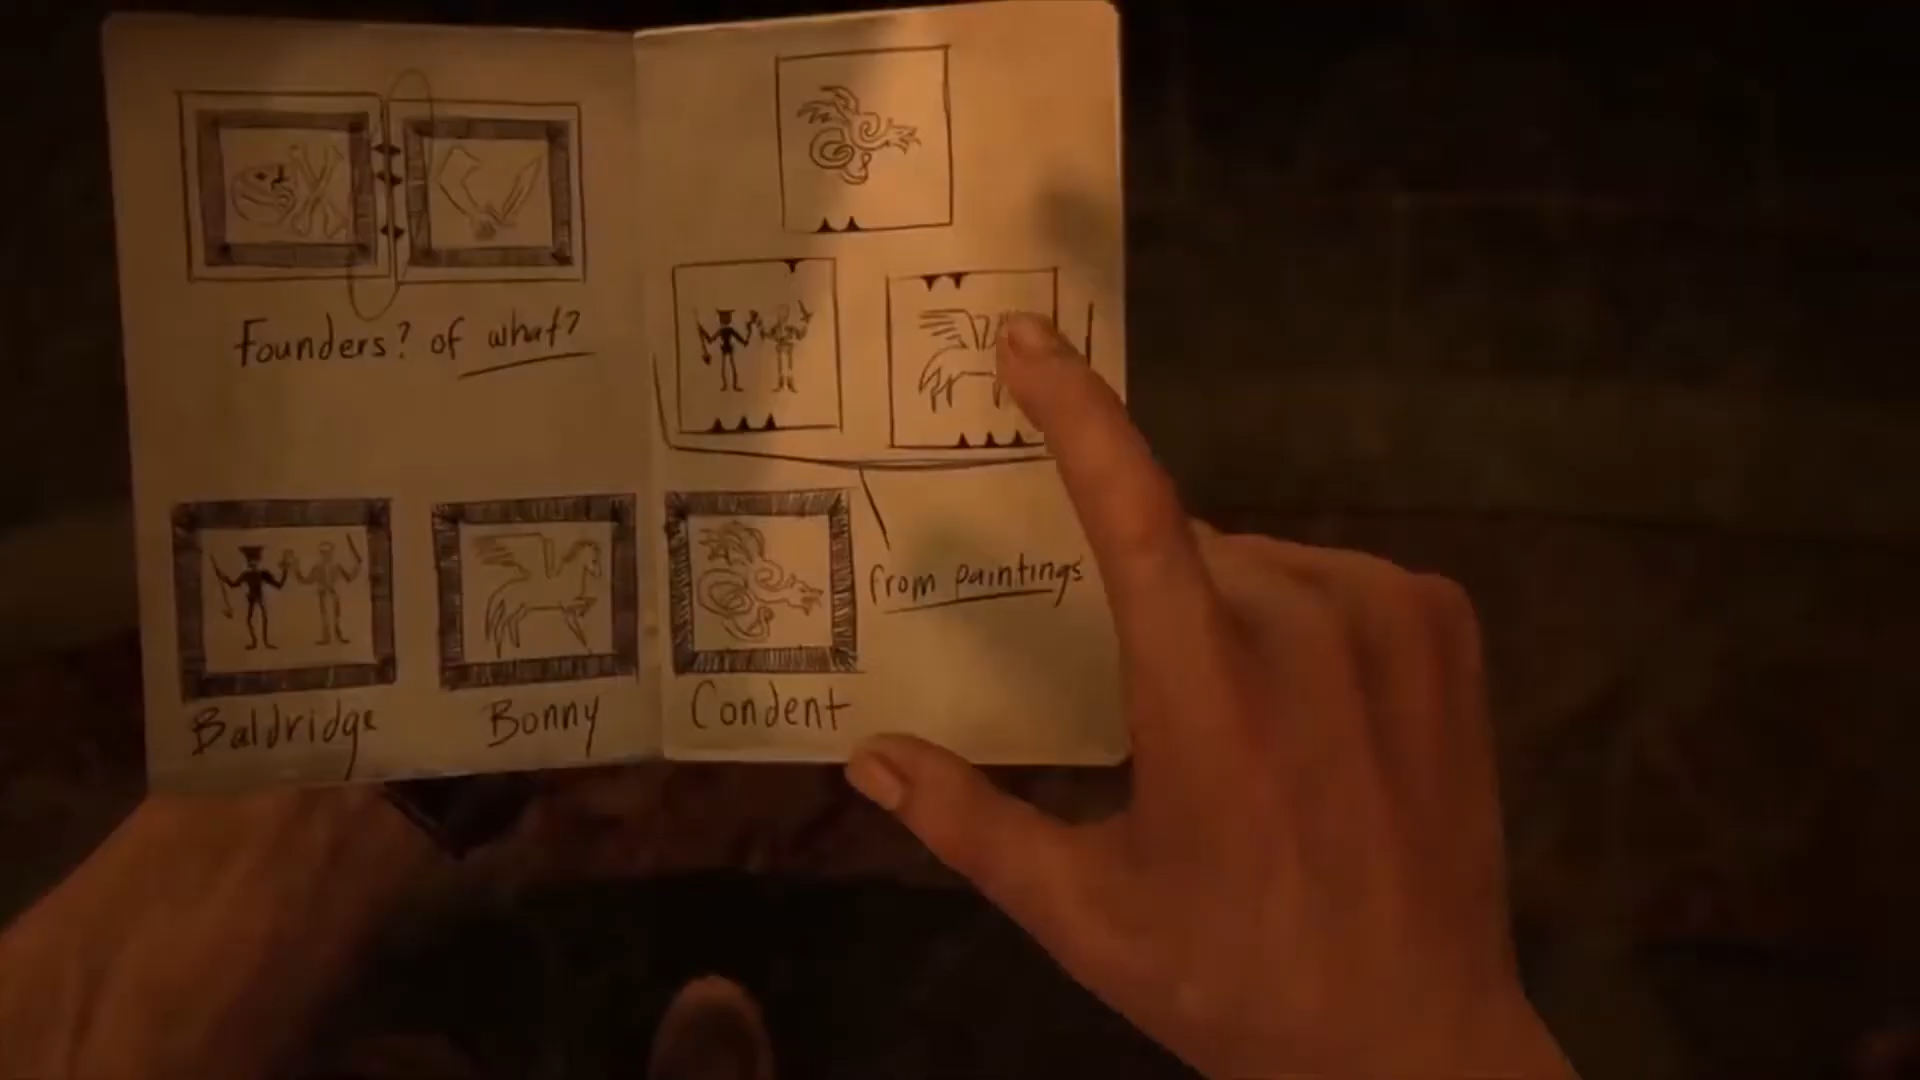 Founders? of what?
from paintings
Baldridge
Bonny
Condent